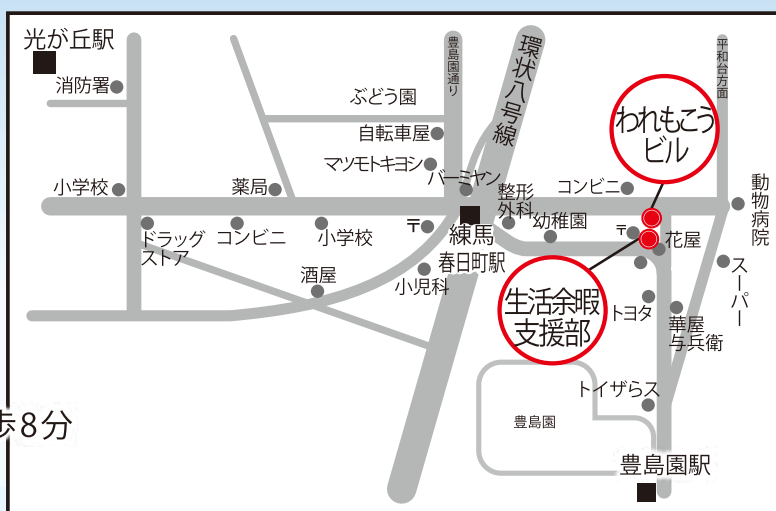 光が丘駅
消防署
豊島園通り
環状八号線
平和台方面
ぶどう園
自転車屋
マツモトキヨシ
バーミヤン
われもこう
ビル
小学校
薬局
整形
外科
コンビニ
動物病院
ドラッグ
ストア
コンビニ
小学校
〒
練馬
春日町駅
幼稚園
〒
花屋
酒屋
小児科
生活余暇
支援部
トヨタ
華屋
与兵衛
スーパー
トイザらス
豊島園
歩8分
豊島園駅